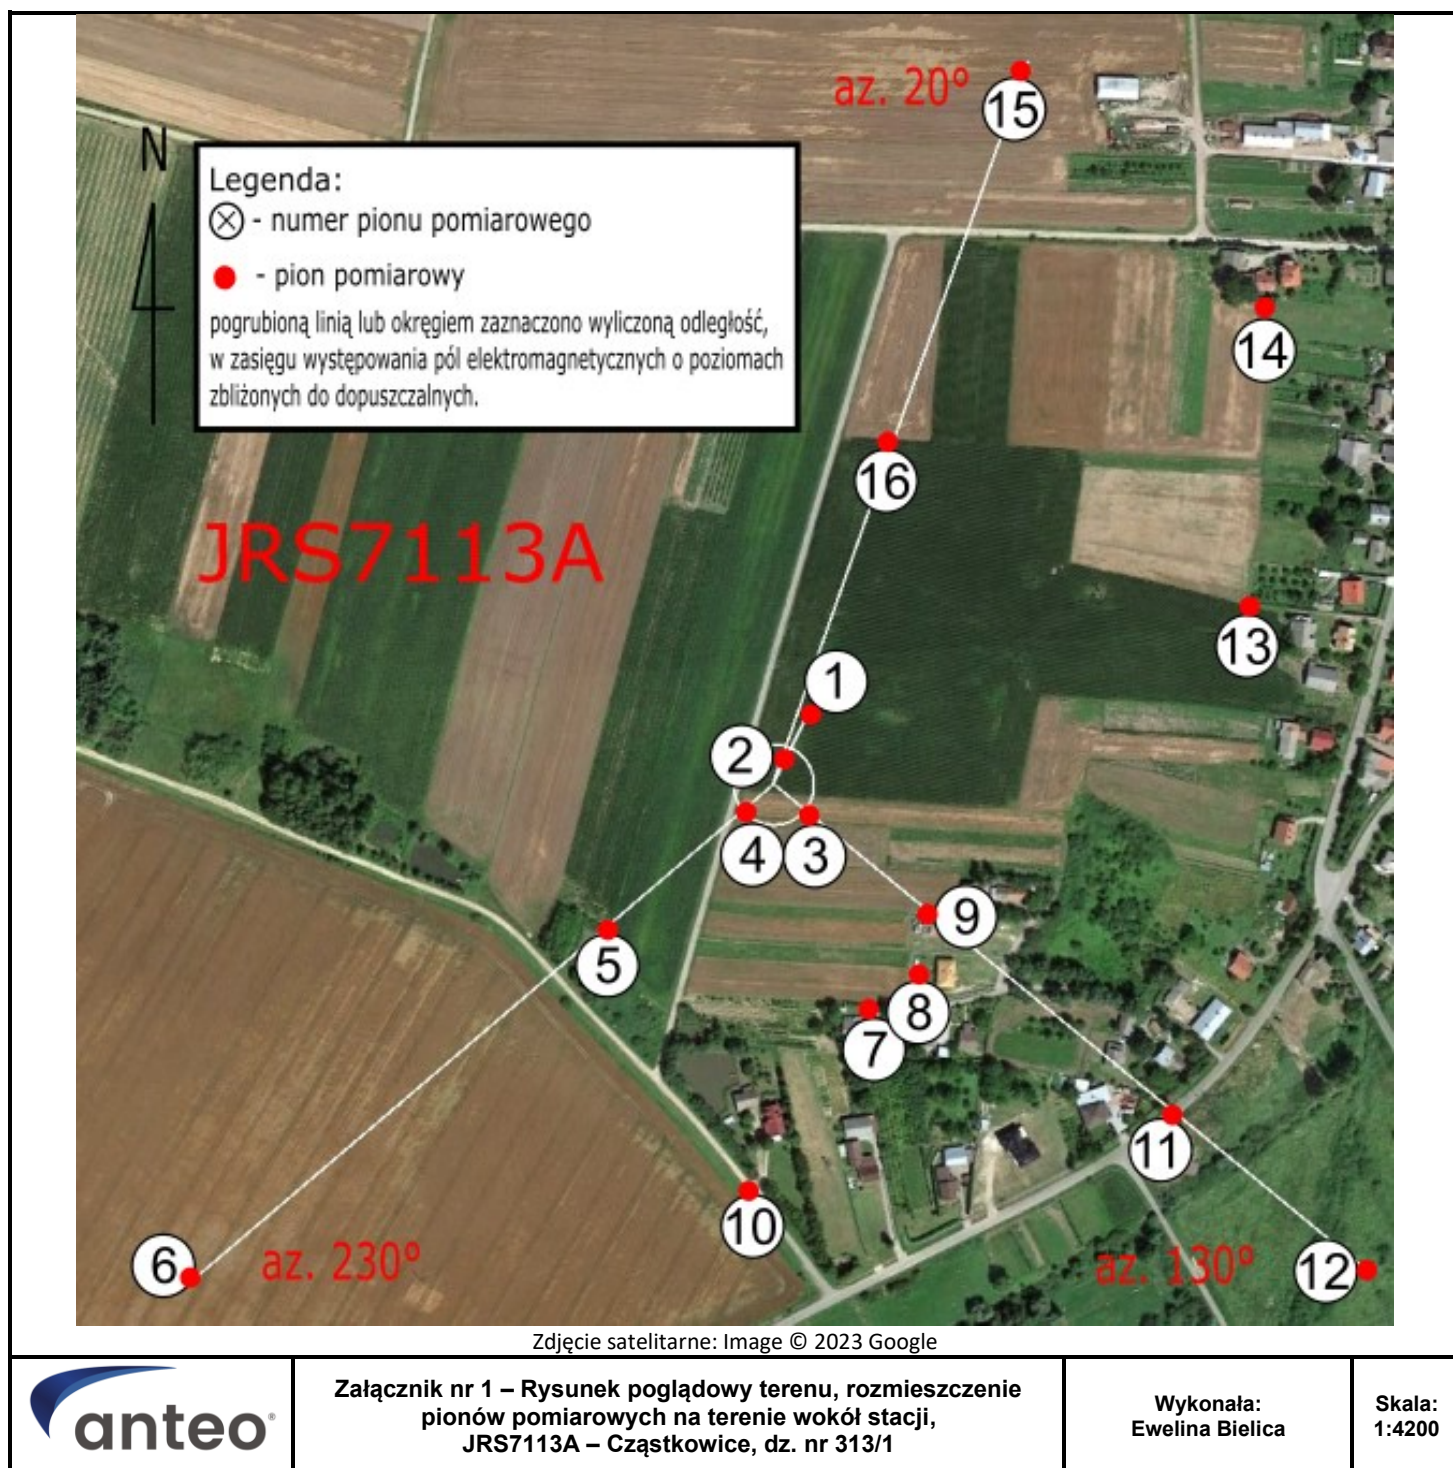 az. 20º
15
N
Legenda:
- numer pionu pomiarowego
- pion pomiarowy
pogrubioną linią lub okręgiem zaznaczono wyliczoną odległość,
w zasięgu występowania pól elektromagnetycznych o poziomach
zbliżonych do dopuszczalnych.
14
16
JRS7113A
13
1
2
4
3
9
5
8
7
11
10
6
az. 230º
az. 130º
12
Zdjęcie satelitarne: Image © 2023 Google
anteo®
Załącznik nr 1 – Rysunek poglądowy terenu, rozmieszczenie
pionów pomiarowych na terenie wokół stacji,
JRS7113A – Cząstkowice, dz. nr 313/1
Wykonała:
Ewelina Bielica
Skala:
1:4200